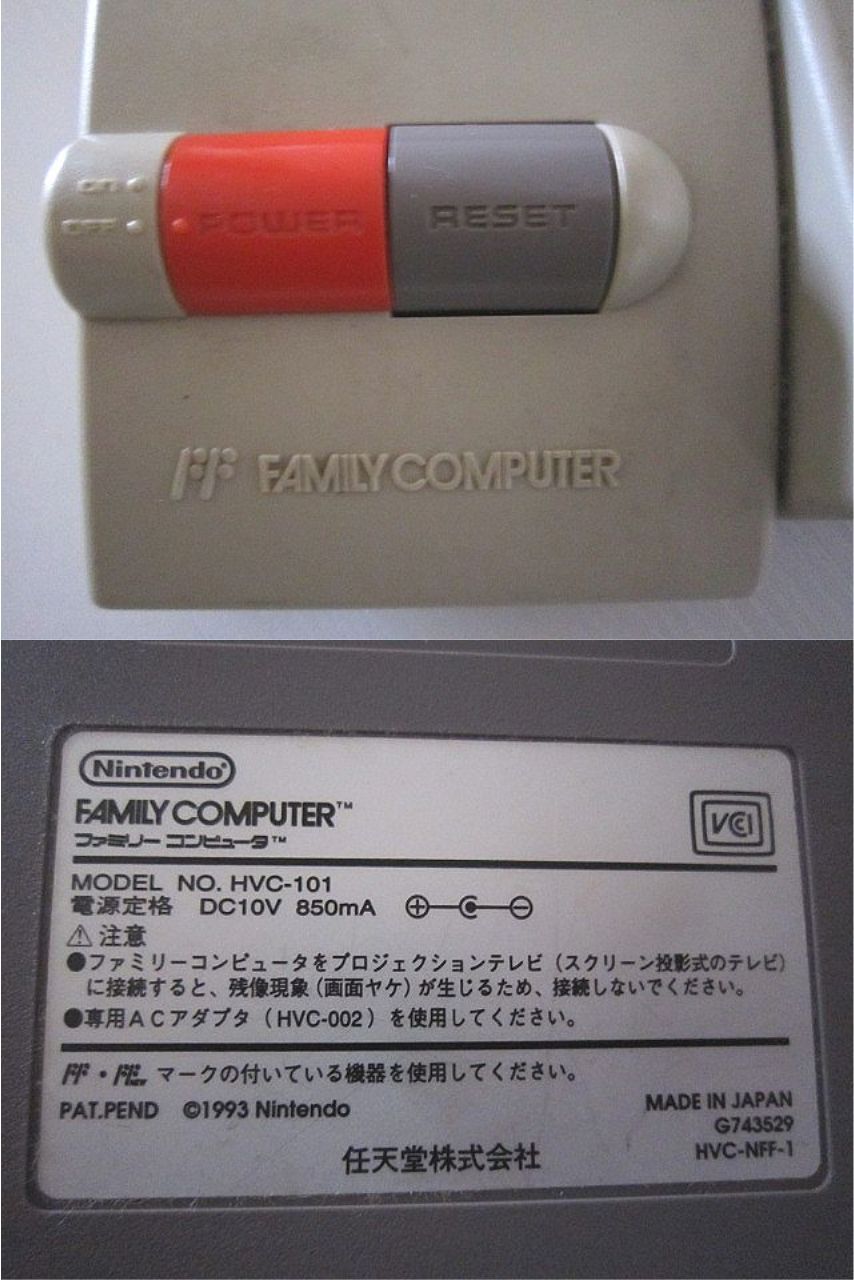 ON
OFF
POWER
RESET
FF FAMILY COMPUTER
Nintendo®
FAMILY COMPUTER™
ファミリー コンピュータ™
VCI
MODEL NO. HVC-101
電源定格 DC10V 850mA
⚠注意
●ファミリーコンピュータをプロジェクションテレビ（スクリーン投影式のテレビ）
に接続すると、残像現象（画面ヤケ）が生じるため、接続しないでください。
●専用ACアダプタ（HVC-002）を使用してください。
FF・FF マークの付いている機器を使用してください。
PAT.PEND ©1993 Nintendo
MADE IN JAPAN
G743529
HVC-NFF-1
任天堂株式会社